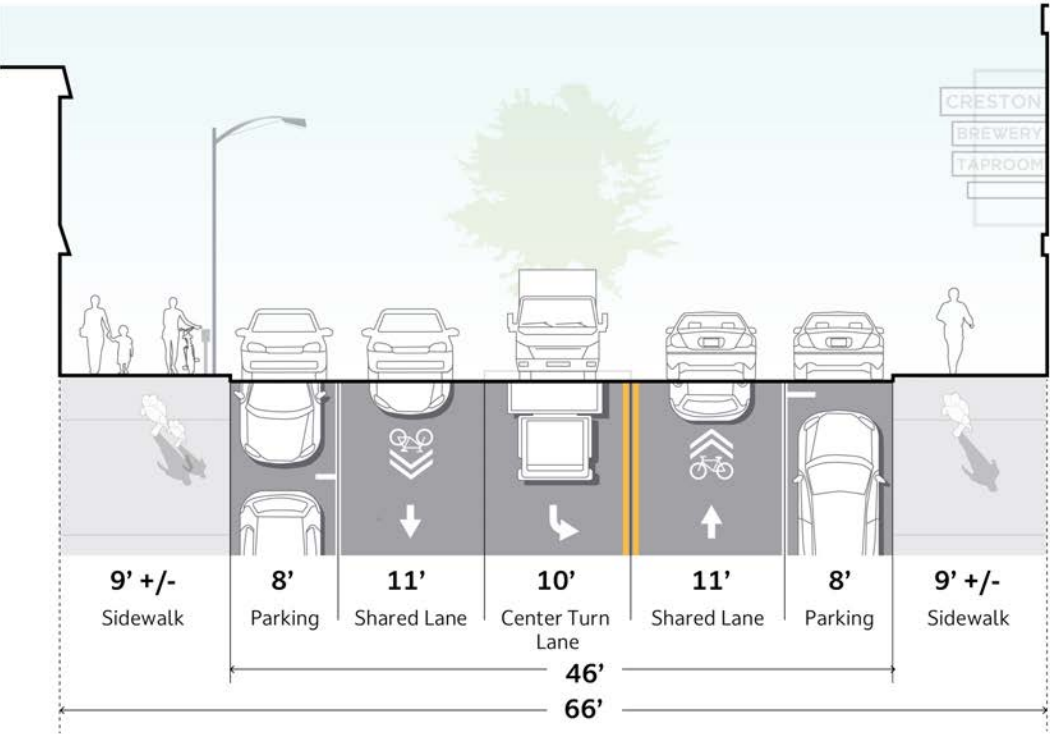 CRESTON
BREWERY
TAPROOM
9’ +/- 8’ 11’ 10’ 11’ 8’ 9’ +/-
Sidewalk Parking Shared Lane Center Turn Shared Lane Parking Sidewalk
Lane
46’
66’